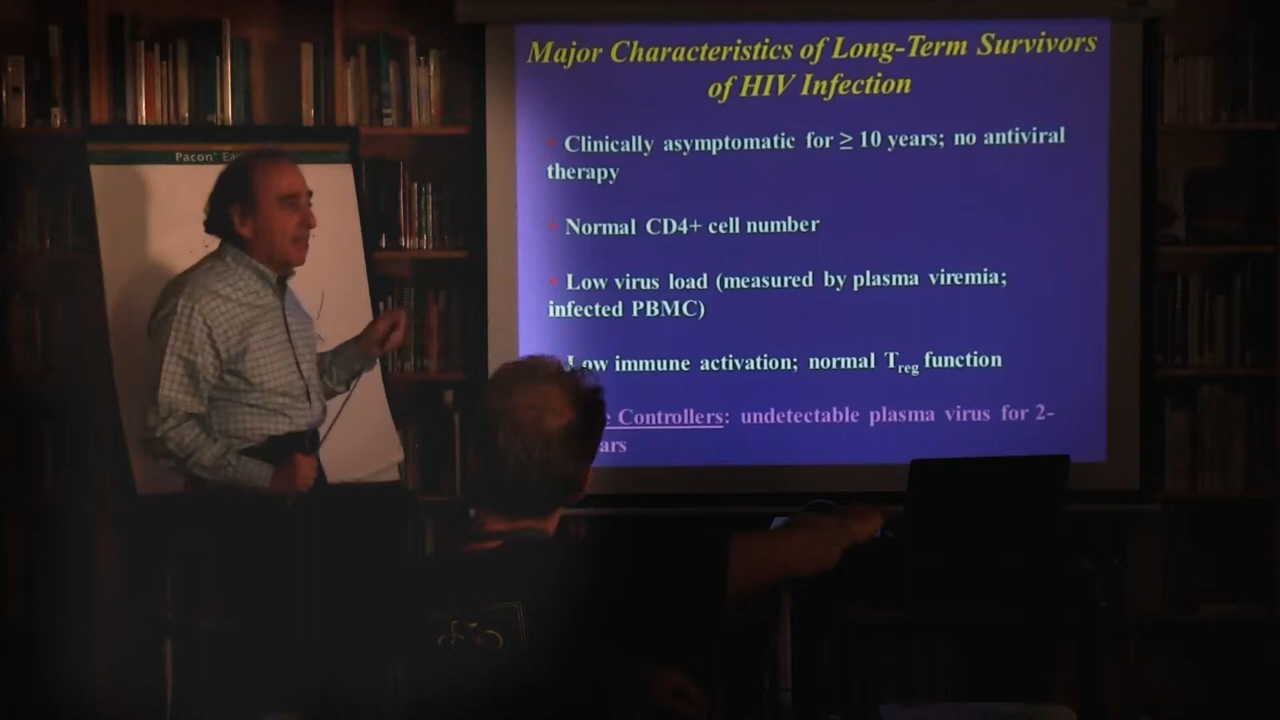 Pacon®
Major Characteristics of Long-Term Survivors
of HIV Infection
• Clinically asymptomatic for ≥ 10 years; no antiviral
therapy
• Normal CD4+ cell number
• Low virus load (measured by plasma viremia;
infected PBMC)
Low immune activation; normal Treg function
Controllers: undetectable plasma virus for 2-